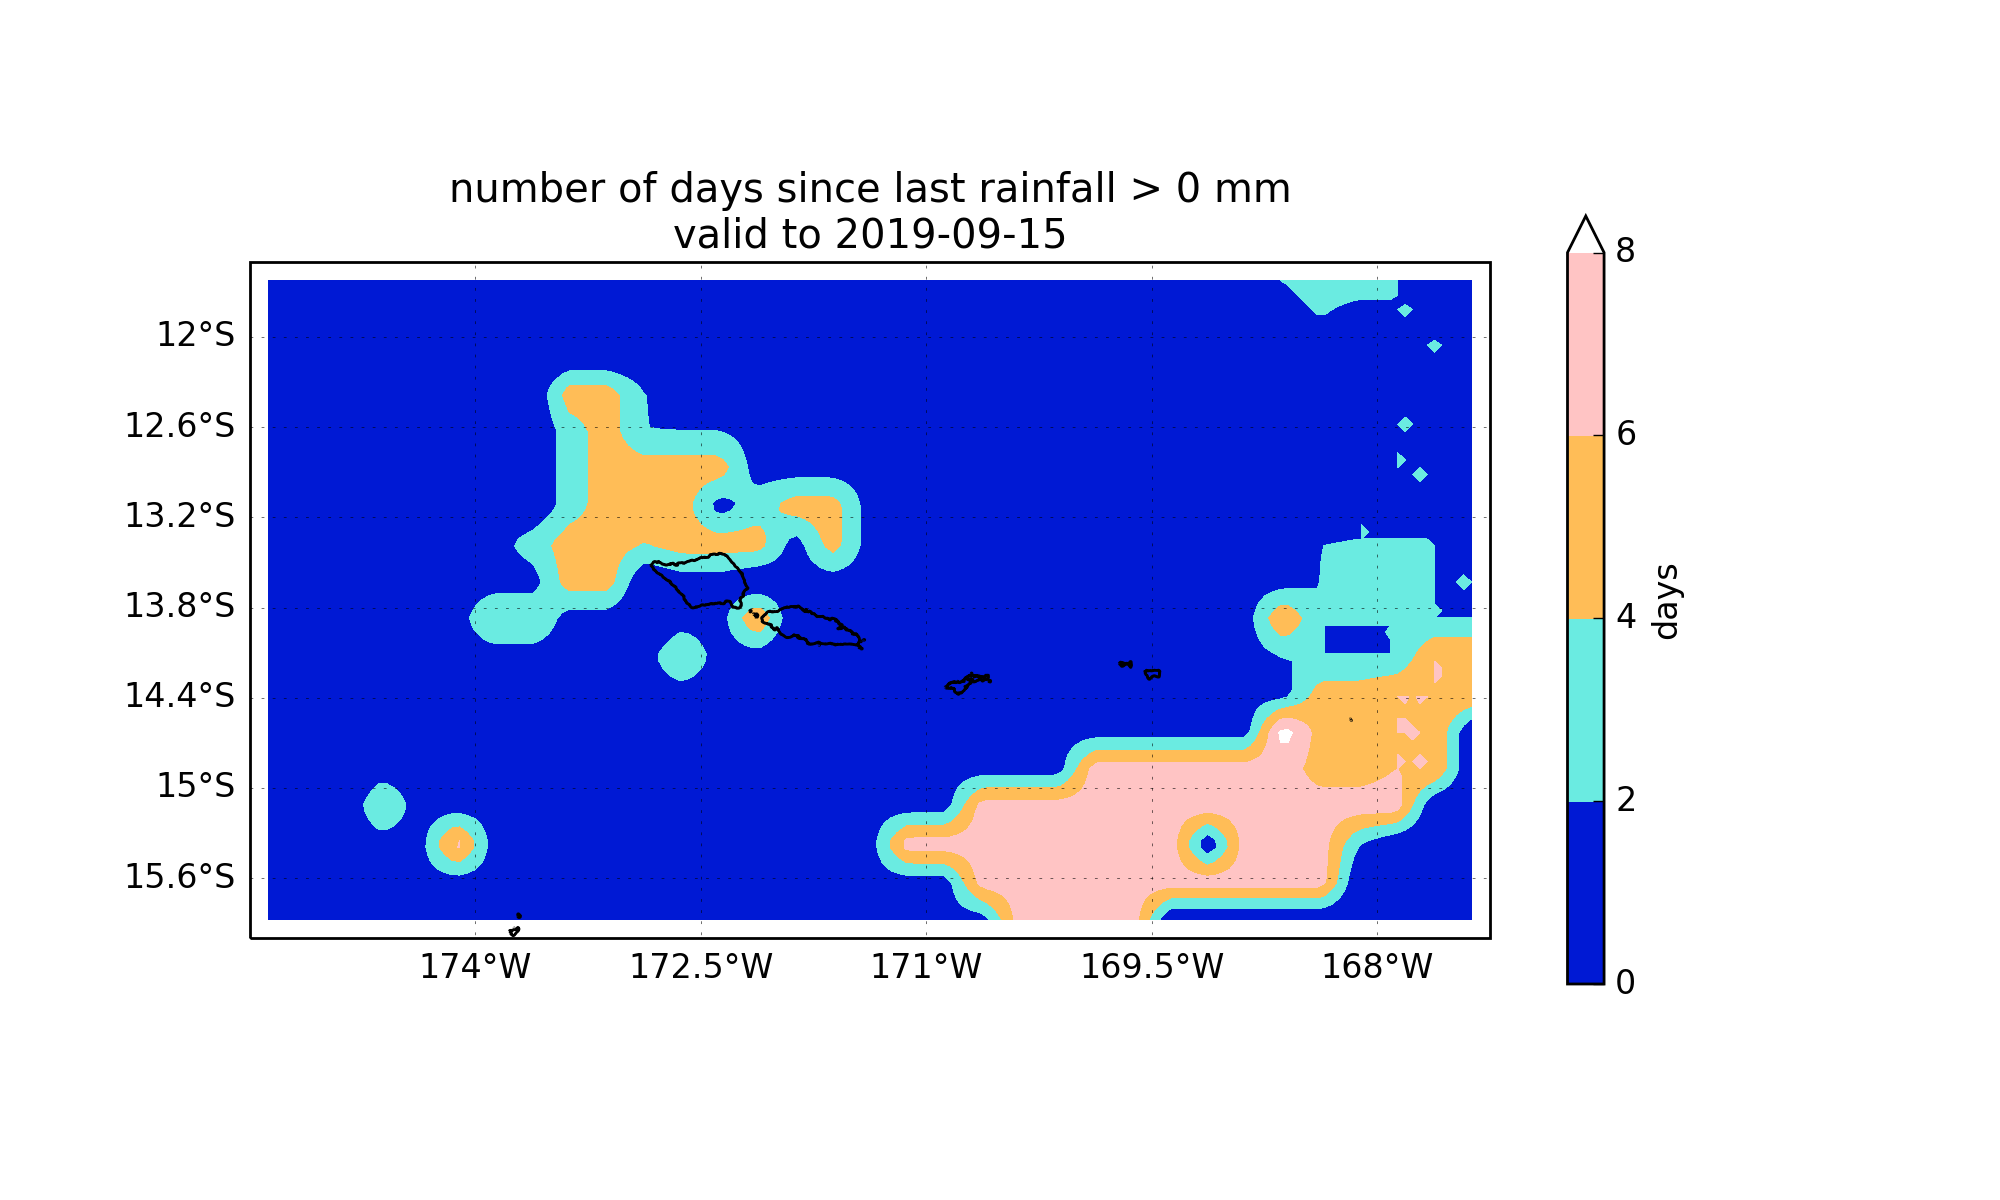 number of days since last rainfall > 0 mm
valid to 2019-09-15
12°S
12.6°S
13.2°S
13.8°S
14.4°S
15°S
15.6°S
174°W
172.5°W
171°W
169.5°W
168°W
8
6
4
2
0
days